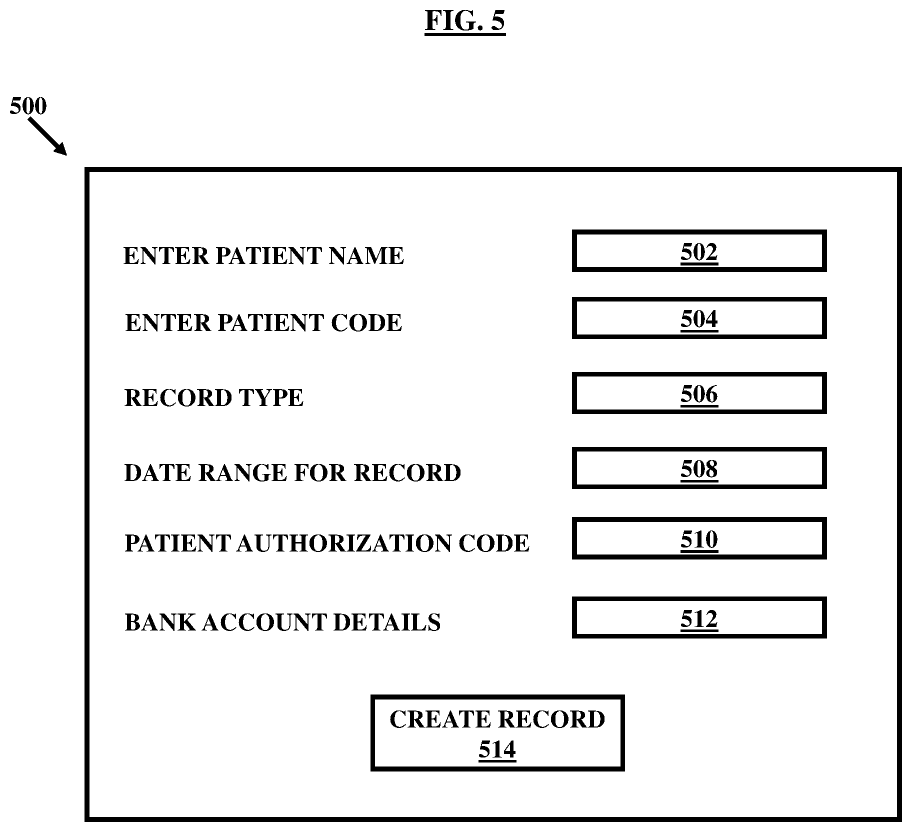 FIG. 5
500
ENTER PATIENT NAME 502
ENTER PATIENT CODE 504
RECORD TYPE 506
DATE RANGE FOR RECORD 508
PATIENT AUTHORIZATION CODE 510
BANK ACCOUNT DETAILS 512
CREATE RECORD
514